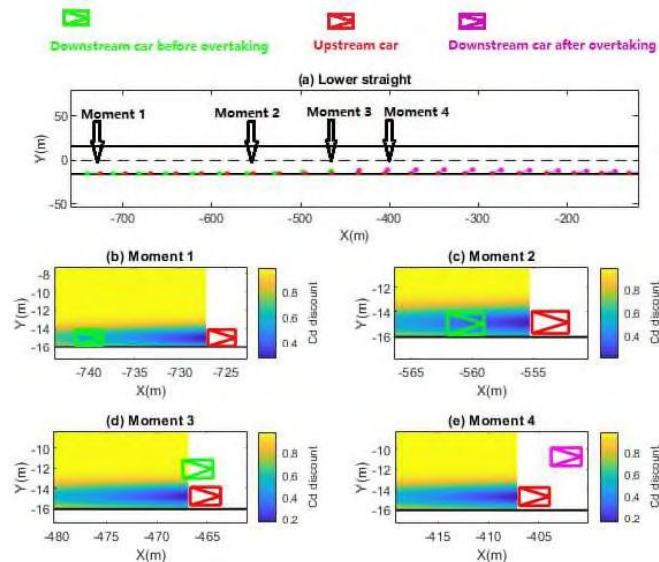 Downstream car before overtaking Upstream car Downstream car after overtaking
(a) Lower straight
Moment 1 Moment 2 Moment 3 Moment 4
50
0
-50
Y(m)
-700 -600 -500 -400 -300 -200
X(m)
(b) Moment 1
-8
-10
-12
-14
-16
Y(m)
-740 -735 -730 -725
X(m)
0.8
0.6
0.4
Cd discount
(c) Moment 2
-12
-14
-16
Y(m)
-565 -560 -555
X(m)
0.8
0.6
0.4
Cd discount
(d) Moment 3
-10
-12
-14
-16
Y(m)
-480 -475 -470 -465
X(m)
0.8
0.6
0.4
0.2
Cd discount
(e) Moment 4
-10
-12
-14
-16
Y(m)
-415 -410 -405
X(m)
0.8
0.6
0.4
0.2
Cd discount